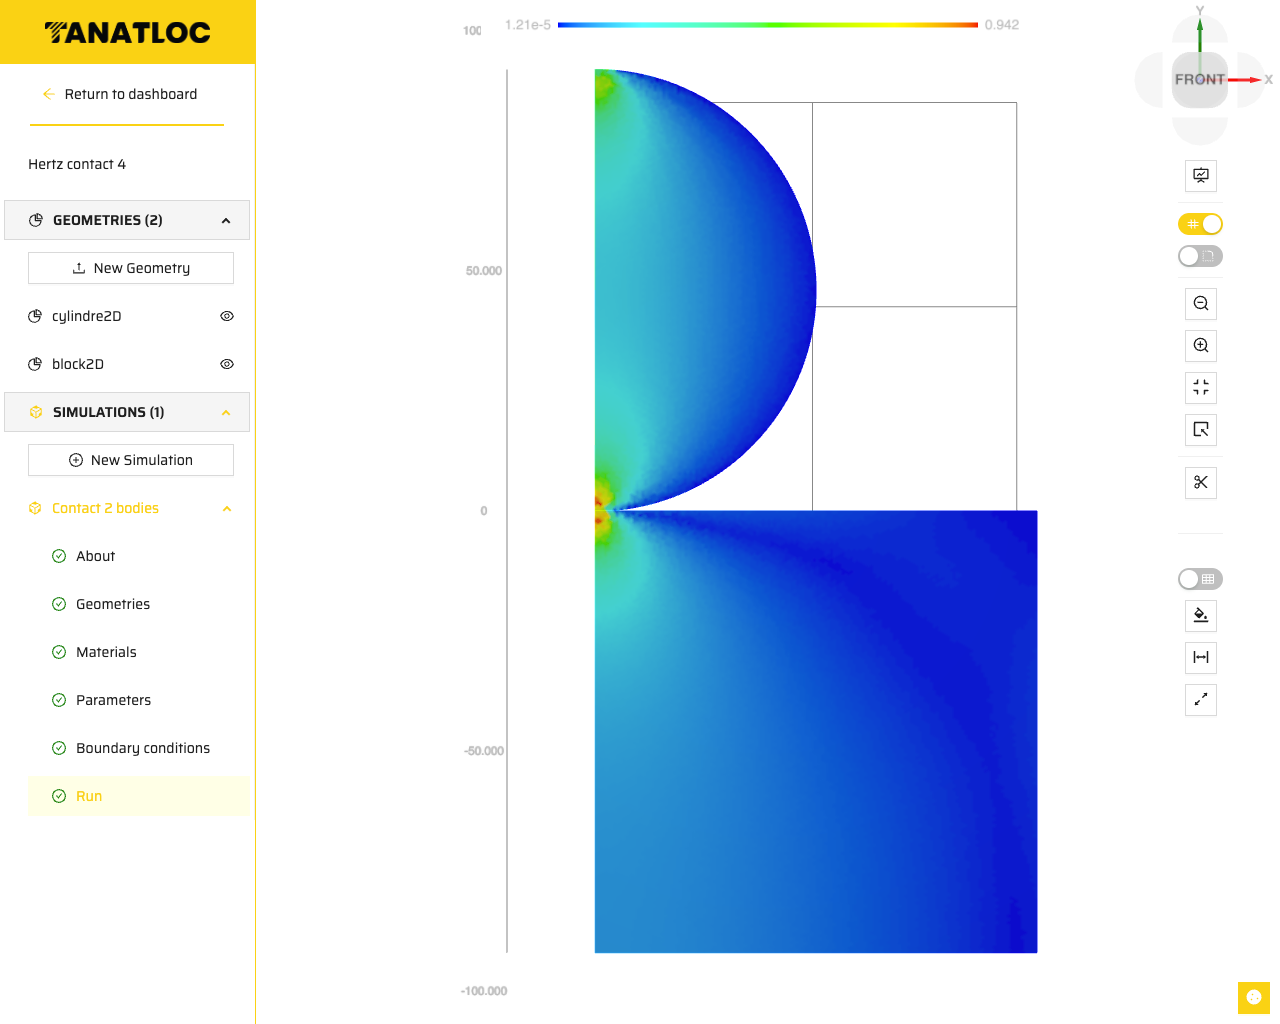 TANATLOC
Return to dashboard
Hertz contact 4
GEOMETRIES (2)
New Geometry
cylindre2D
block2D
SIMULATIONS (1)
New Simulation
Contact 2 bodies
About
Geometries
Materials
Parameters
Boundary conditions
Run
1.21e-5
0.942
100
50.000
0
-50.000
-100.000
Y
FRONT
X